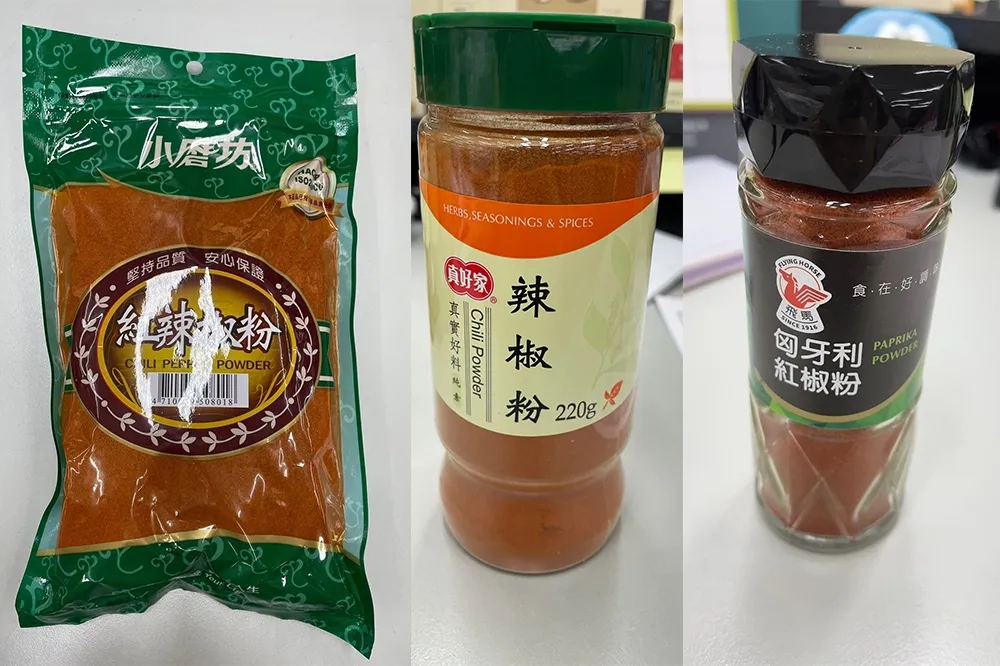 小磨坊
堅持品質 安心保證
紅辣椒粉
CHILI PEPPER POWDER
HERBS, SEASONINGS & SPICES
真好家
®
真實好料 純素
Chili Powder
辣椒粉
220g
FLYING HORSE
飛馬
SINCE 1916
食·在·好·調·味
匈牙利
紅椒粉
PAPRIKA
POWDER